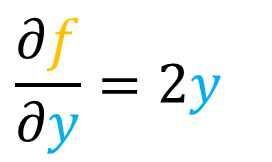 ∂f/∂y = 2y